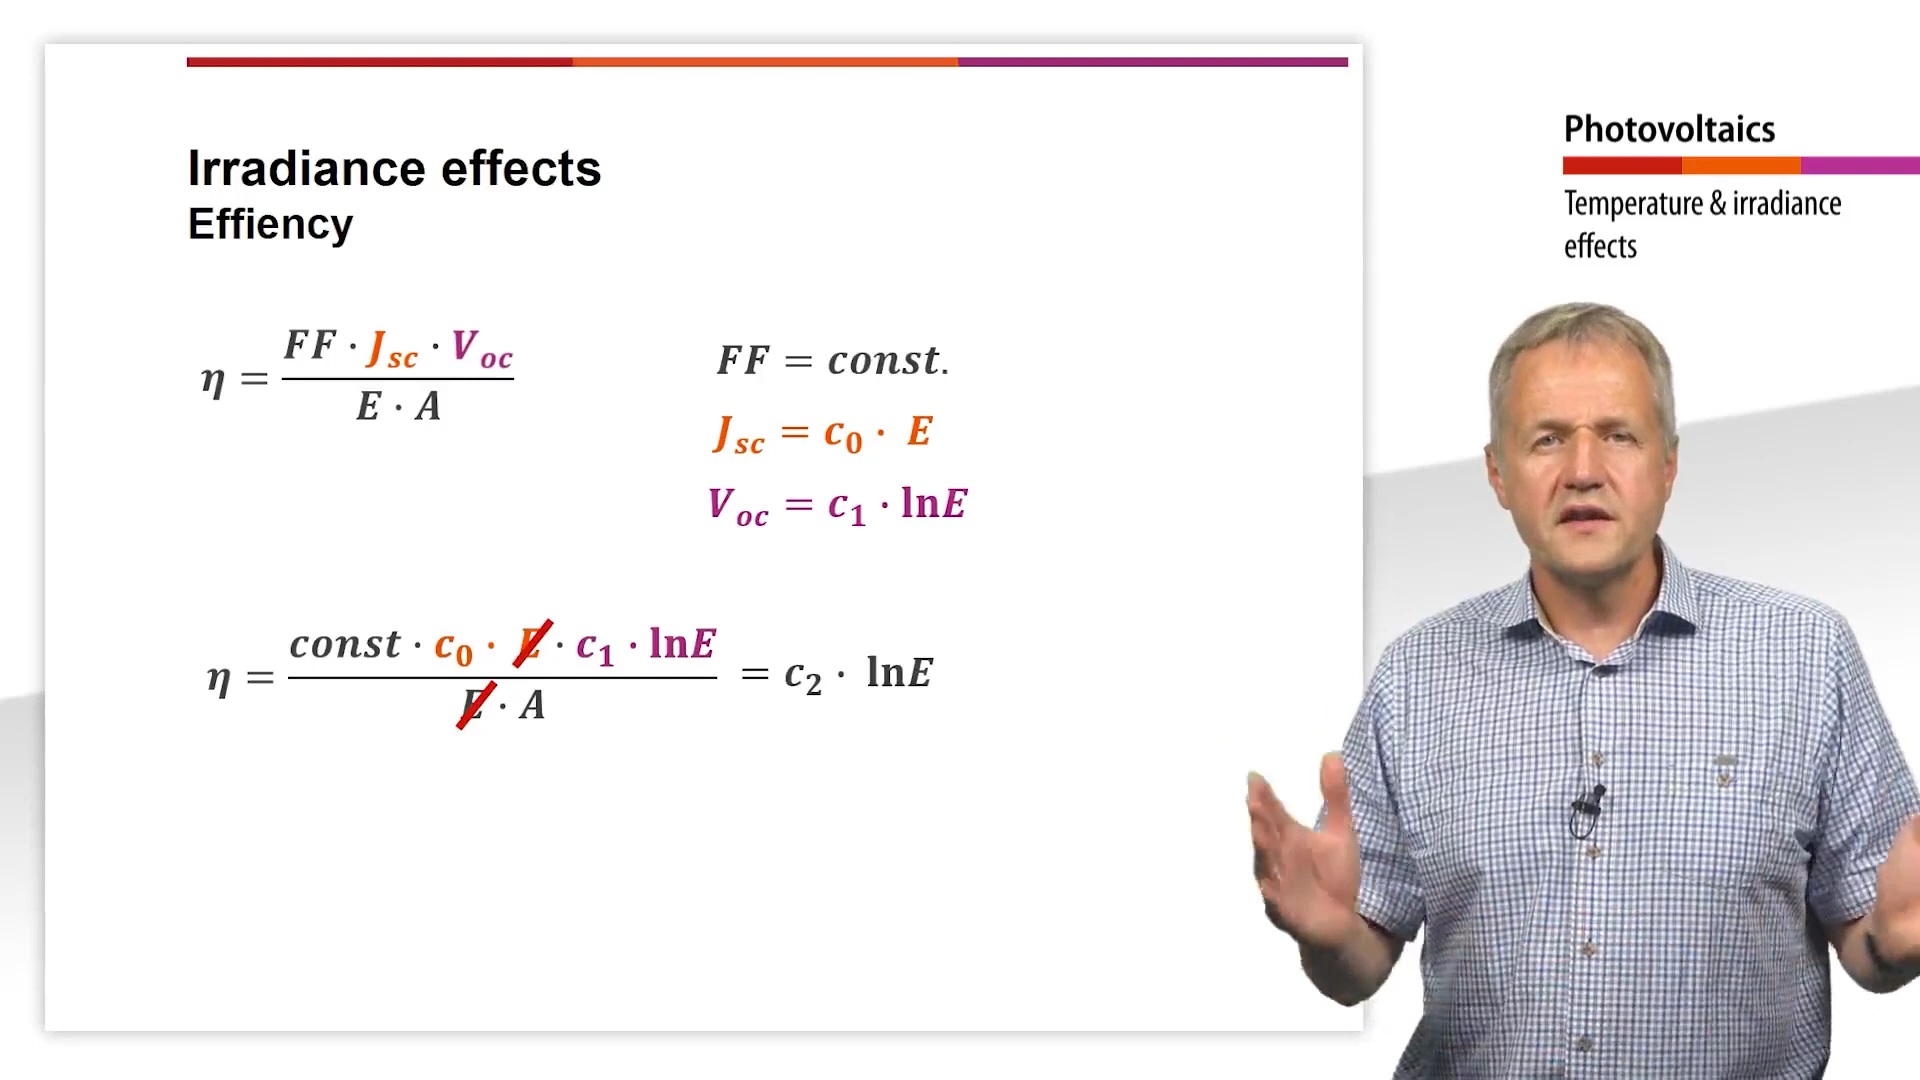 Irradiance effects
Effiency
η = FF · Jsc · Voc / E · A
FF = const.
Jsc = c0 · E
Voc = c1 · lnE
η = const · c0 · E · c1 · lnE / E · A = c2 · lnE
Photovoltaics
Temperature & irradiance
effects